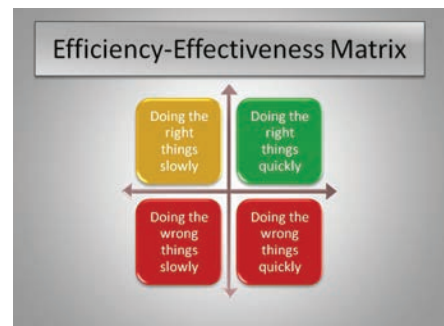 Efficiency-Effectiveness Matrix
Doing the
right
things
slowly
Doing the
right
things
quickly
Doing the
wrong
things
slowly
Doing the
wrong
things
quickly